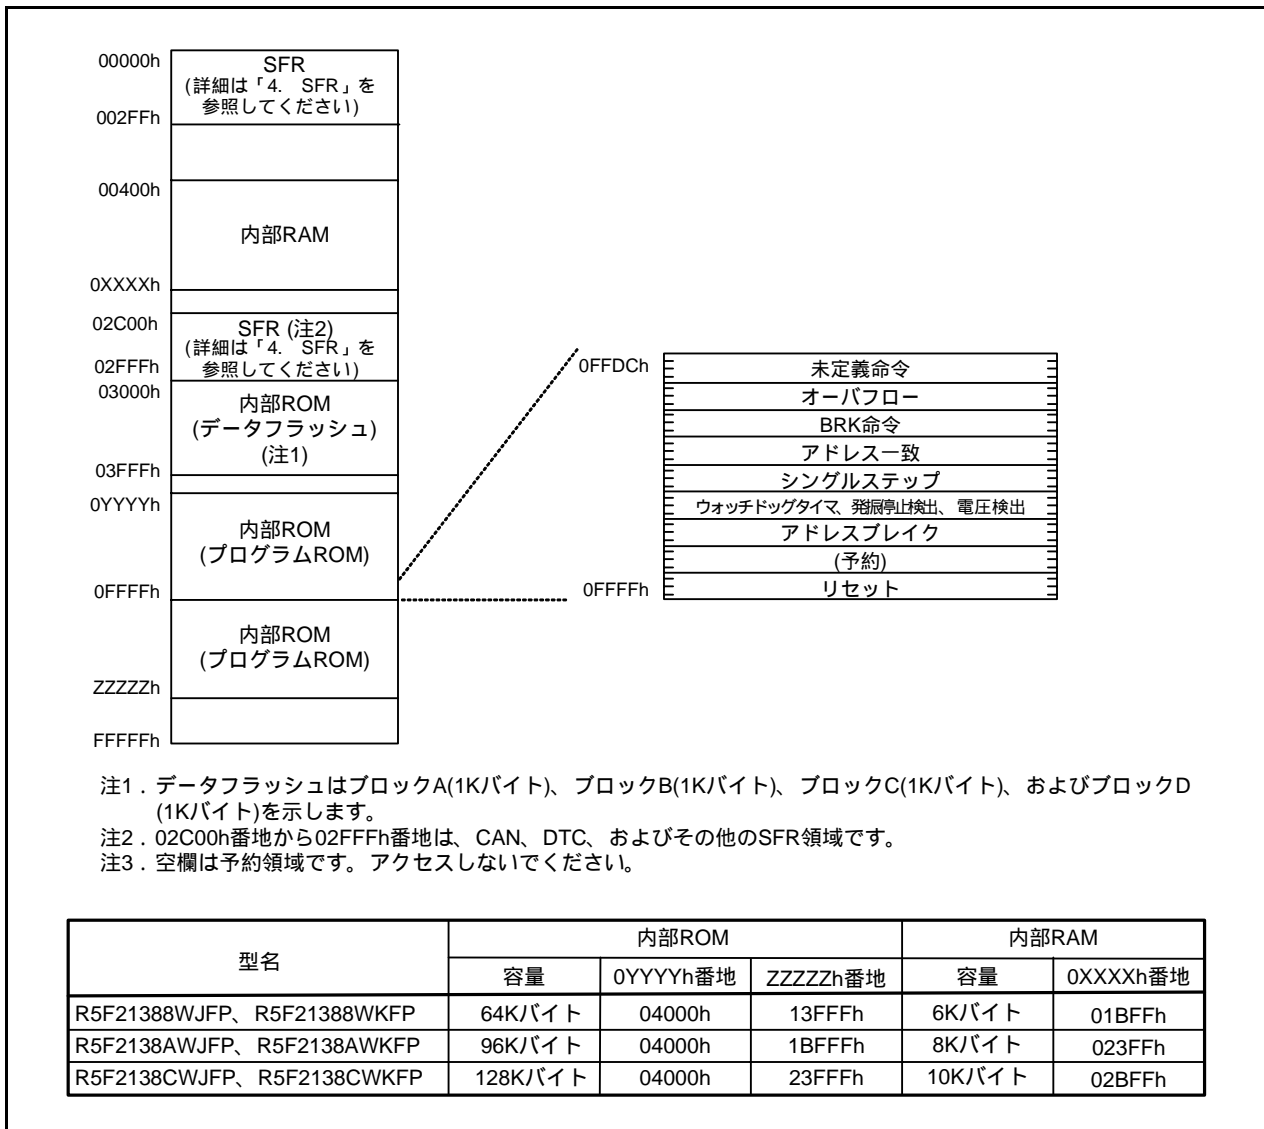 00000h
SFR
(詳細は「4. SFR」を
参照してください)
002FFh
00400h
内部RAM
0XXXXh
02C00h
SFR (注2)
(詳細は「4. SFR」を
参照してください)
02FFFh
03000h
内部ROM
(データフラッシュ)
(注1)
03FFFh
0YYYYh
内部ROM
(プログラムROM)
0FFFFh
内部ROM
(プログラムROM)
ZZZZZh
FFFFFh
0FFDCh
未定義命令
オーバフロー
BRK命令
アドレス一致
シングルステップ
ウォッチドッグタイマ、発振停止検出、電圧検出
アドレスブレイク
(予約)
0FFFFh
リセット
注1. データフラッシュはブロックA(1Kバイト)、ブロックB(1Kバイト)、ブロックC(1Kバイト)、およびブロックD
(1Kバイト)を示します。
注2. 02C00h番地から02FFFh番地は、CAN、DTC、およびその他のSFR領域です。
注3. 空欄は予約領域です。アクセスしないでください。
型名 内部ROM 内部RAM
容量 0YYYYh番地 ZZZZZh番地 容量 0XXXXh番地
R5F21388WJFP、R5F21388WKFP 64Kバイト 04000h 13FFFh 6Kバイト 01BFFh
R5F2138AWJFP、R5F2138AWKFP 96Kバイト 04000h 1BFFFh 8Kバイト 023FFh
R5F2138CWJFP、R5F2138CWKFP 128Kバイト 04000h 23FFFh 10Kバイト 02BFFh